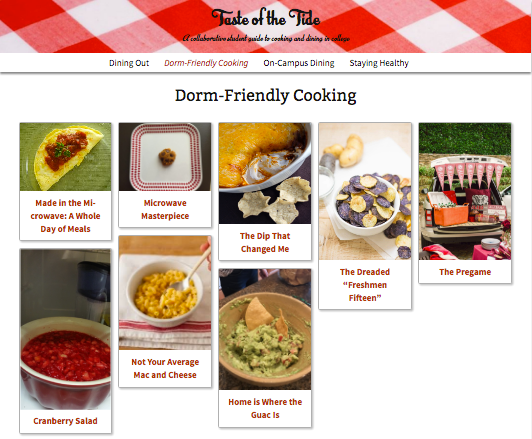 Taste of the Tide
A collaborative student guide to cooking and dining in college
Dining Out Dorm-Friendly Cooking On-Campus Dining Staying Healthy
Dorm-Friendly Cooking
Made in the Mi-
crowave: A Whole
Day of Meals
Microwave
Masterpiece
The Dip That
Changed Me
The Dreaded
"Freshmen
Fifteen"
The Pregame
Cranberry Salad
Not Your Average
Mac and Cheese
Home is Where the
Guac Is